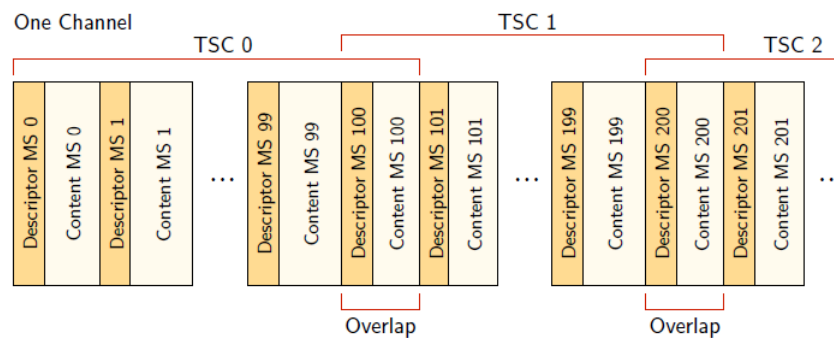 One Channel
TSC 0
TSC 1
TSC 2
Descriptor MS 0
Content MS 0
Descriptor MS 1
Content MS 1
...
Descriptor MS 99
Content MS 99
Descriptor MS 100
Content MS 100
Descriptor MS 101
Content MS 101
...
Descriptor MS 199
Content MS 199
Descriptor MS 200
Content MS 200
Descriptor MS 201
Content MS 201
...
Overlap
Overlap